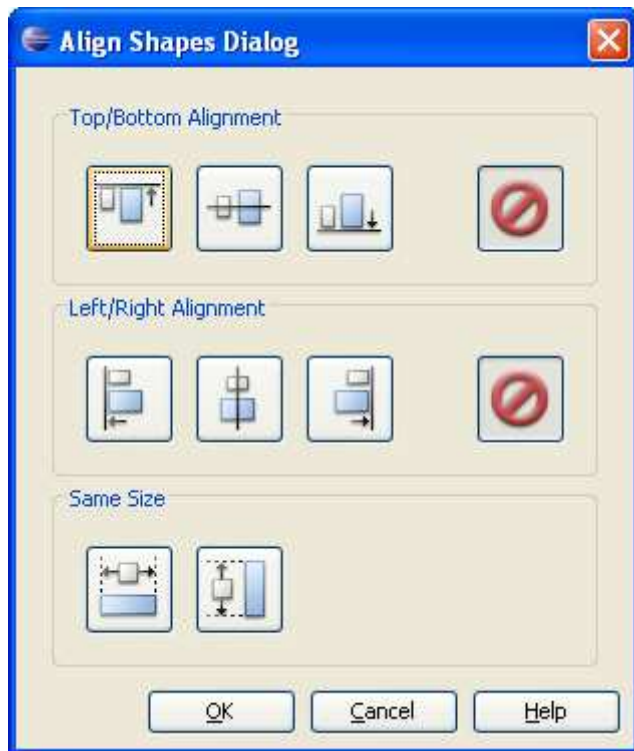 Align Shapes Dialog
Top/Bottom Alignment
Left/Right Alignment
Same Size
OK Cancel Help